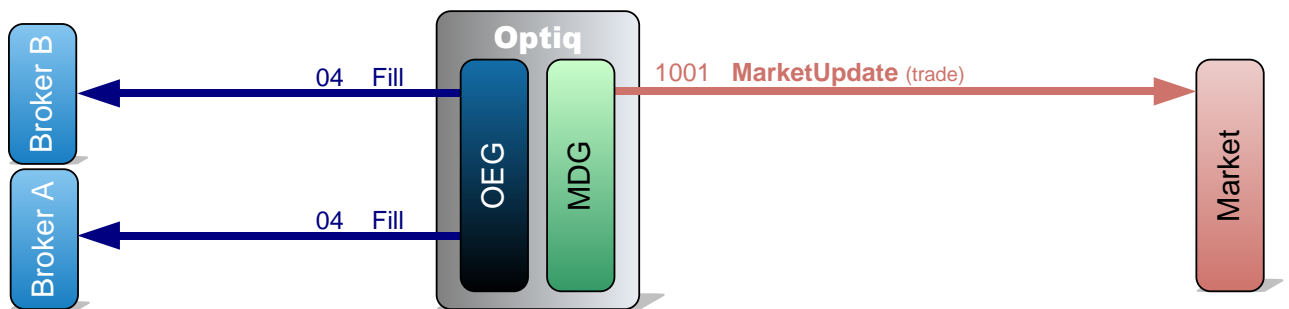 Optiq
Broker B
04 Fill
1001 MarketUpdate (trade)
OEG
MDG
Market
Broker A
04 Fill